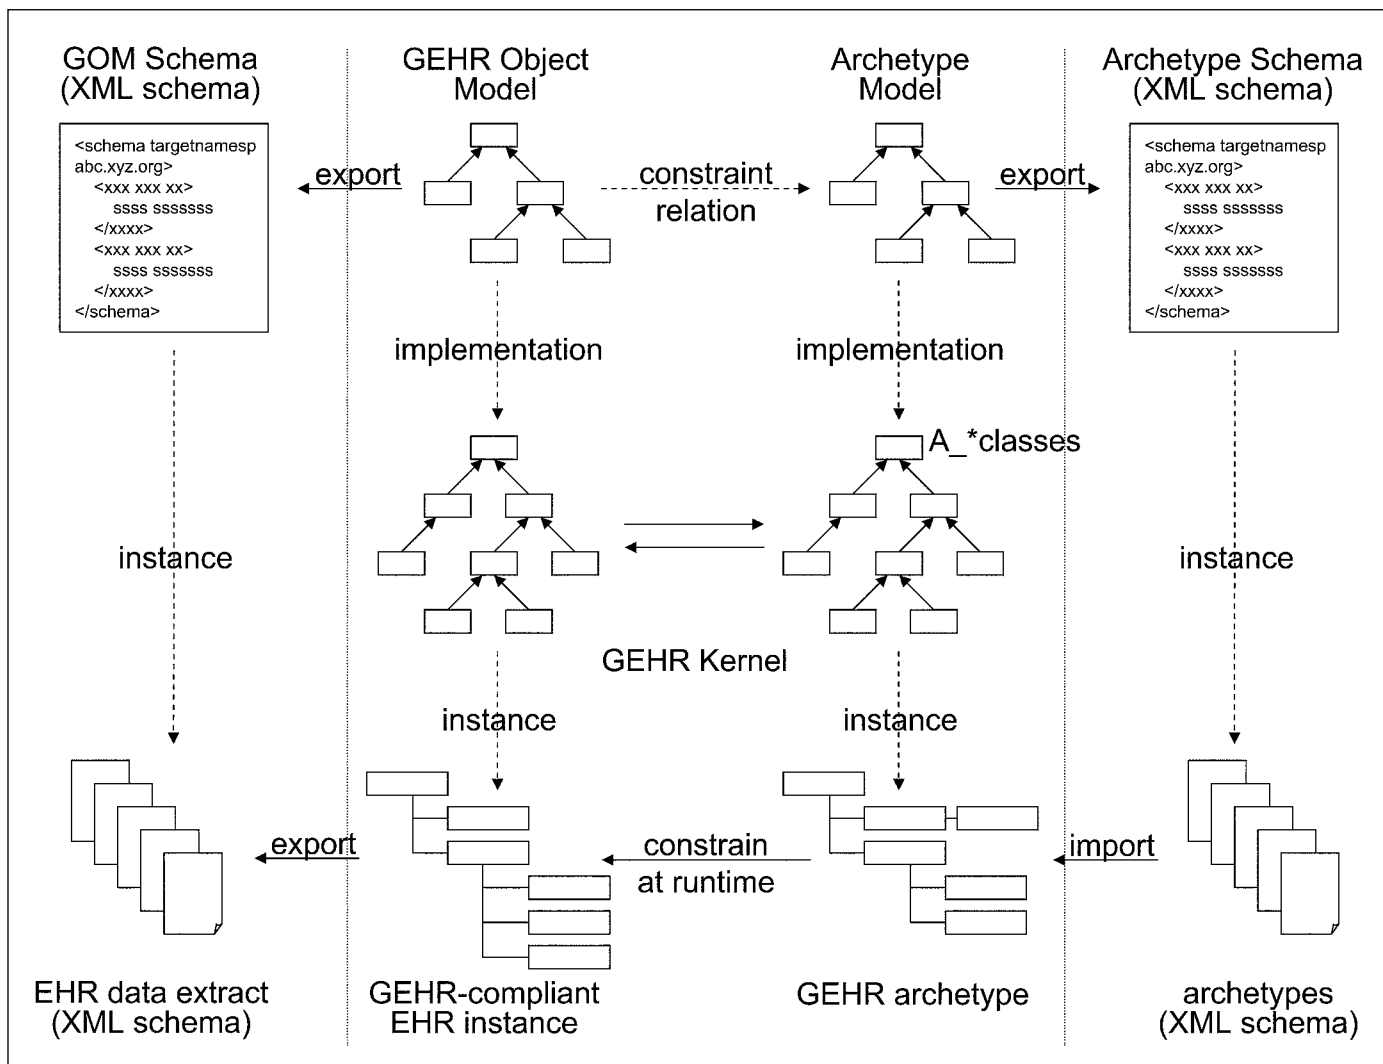 GOM Schema
(XML schema)
GEHR Object
Model
Archetype
Model
Archetype Schema
(XML schema)
<schema targetnamesp
abc.xyz.org>
<xxx xxx xx>
ssss sssssss
</xxxx>
<xxx xxx xx>
ssss sssssss
</xxxx>
</schema>
export
constraint
relation
export
<schema targetnamesp
abc.xyz.org>
<xxx xxx xx>
ssss sssssss
</xxxx>
<xxx xxx xx>
ssss sssssss
</xxxx>
</schema>
implementation
implementation
A_*classes
instance
instance
GEHR Kernel
instance
instance
export
constrain
at runtime
import
EHR data extract
(XML schema)
GEHR-compliant
EHR instance
GEHR archetype
archetypes
(XML schema)